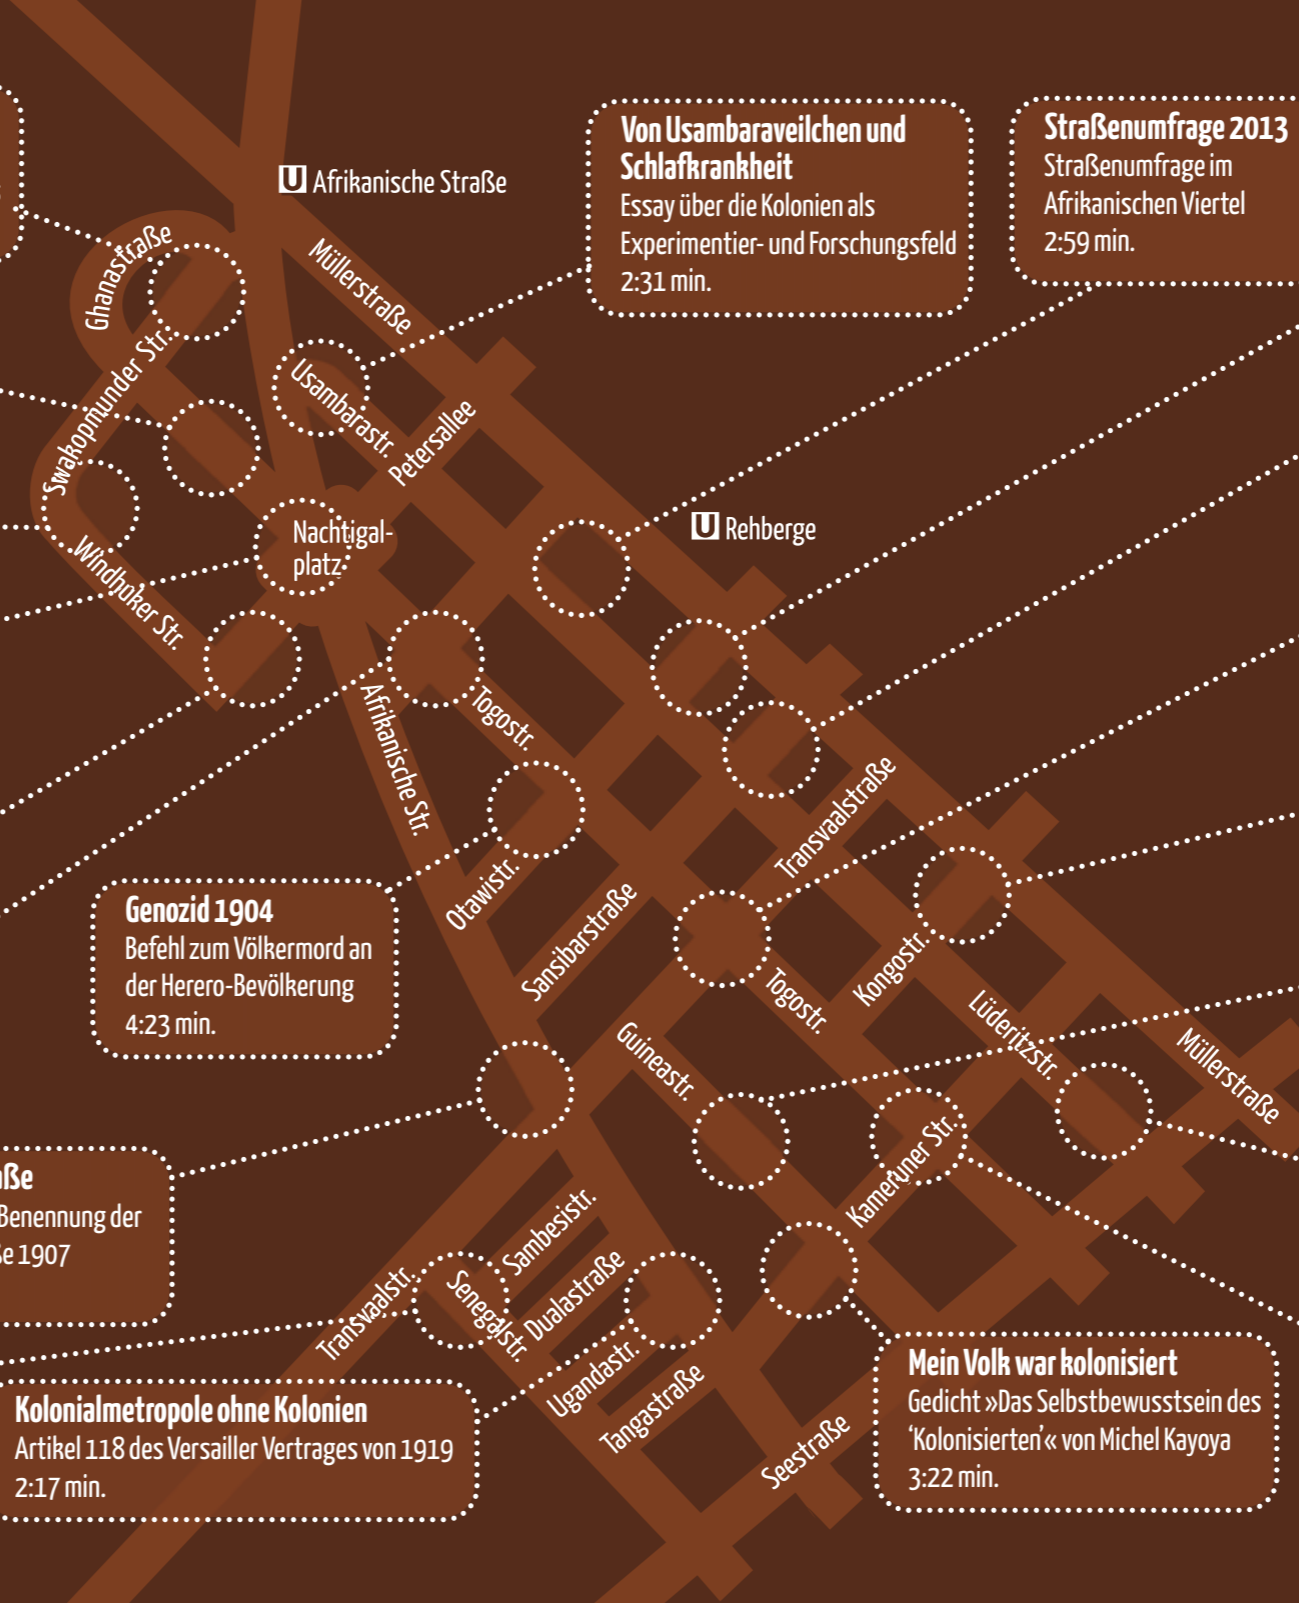 U Afrikanische Straße
Von Usambaraveilchen und
Schlafkrankheit
Essay über die Kolonien als
Experimentier- und Forschungsfeld
2:31 min.
Straßenumfrage 2013
Straßenumfrage im
Afrikanischen Viertel
2:59 min.
Ghanastraße
Müllerstraße
Swakopmunder Str.
Usambarastr.
Petersallee
Nachtigal-
platz
U Rehberge
Windhuker Str.
Afrikanische Str.
Togostr.
Transvaalstraße
Otawistr.
Sansibarstraße
Genozid 1904
Befehl zum Völkermord an
der Herero-Bevölkerung
4:23 min.
Togostr.
Kongostr.
Lüderitzstr.
Guineastr.
Müllerstraße
Kameruner Str.
aße
Benennung der
ße 1907
Sambesistr.
Transvaalstr.
Senegalstr.
Dualastraße
Ugandastr.
Tangastraße
Seestraße
Kolonialmetropole ohne Kolonien
Artikel 118 des Versailler Vertrages von 1919
2:17 min.
Mein Volk war kolonisiert
Gedicht »Das Selbstbewusstsein des
‘Kolonisierten’« von Michel Kayoya
3:22 min.